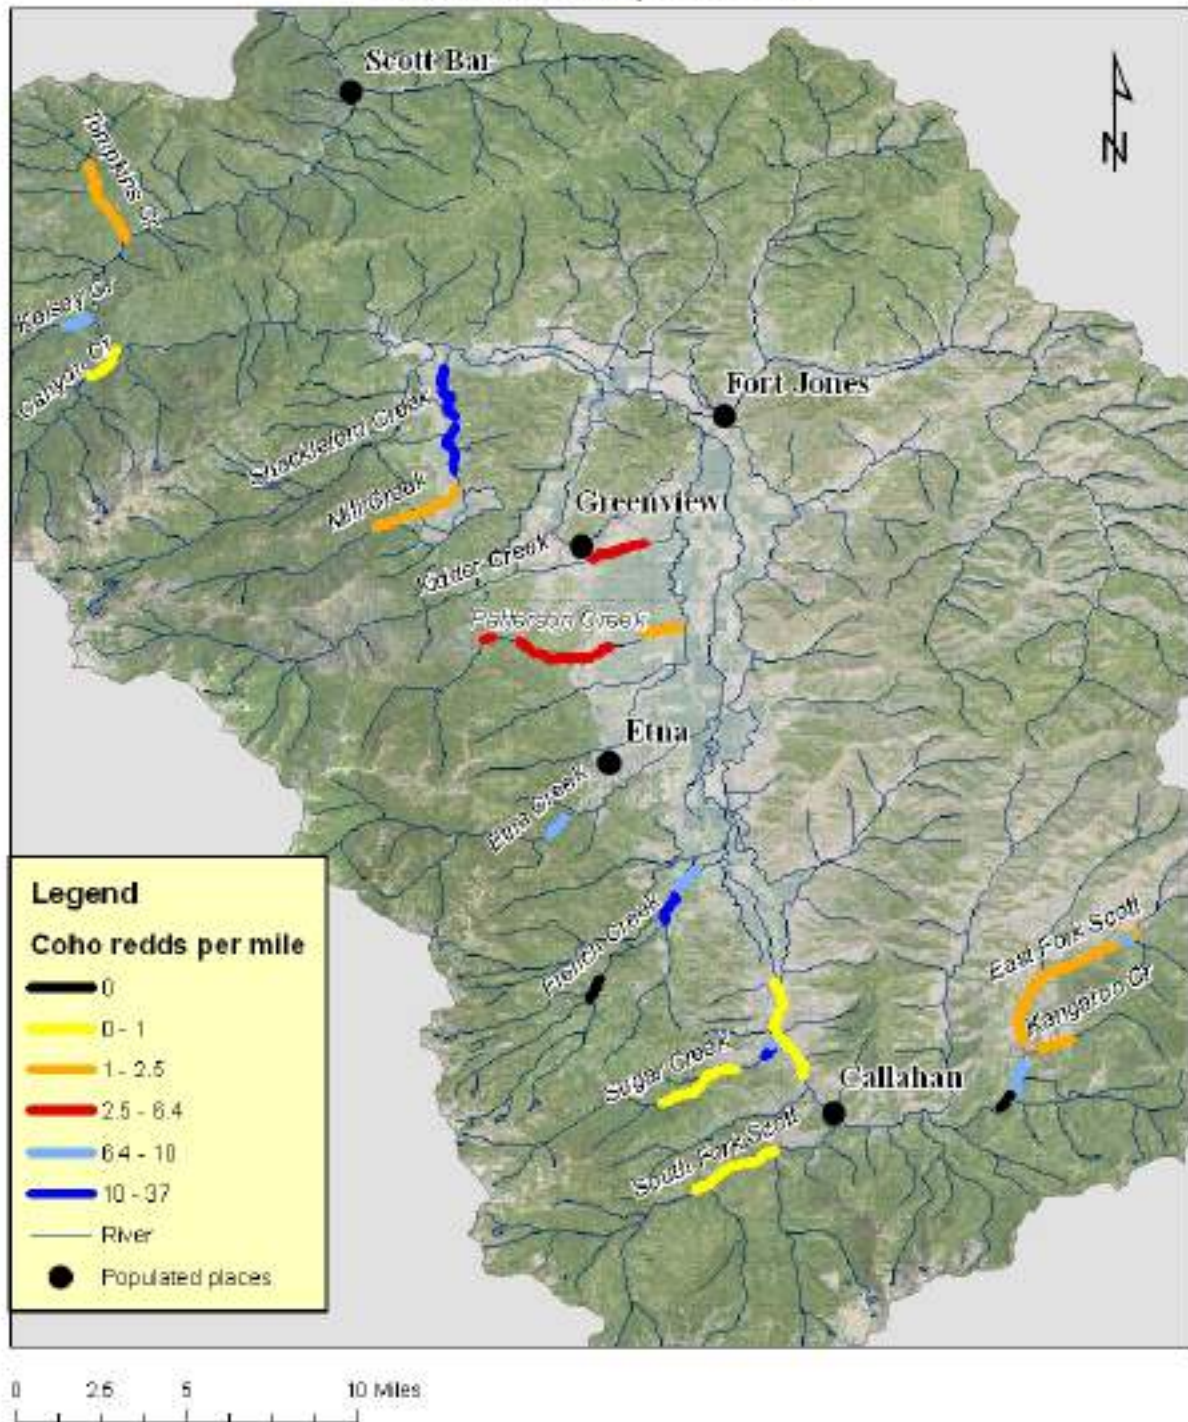 Scott Bar
Tompkins Cr
N
Kelsey Cr
Canyon Cr
Fort Jones
Shackleford Creek
Mill Creek
Greenview
Kidder Creek
Patterson Creek
Etna
Etna Creek
Legend
Coho redds per mile
0
0 - 1
1 - 2.5
2.5 - 6.4
6.4 - 10
10 - 37
River
Populated places
French Creek
East Fork Scott
Kangaroo Cr
Sugar Creek
Callahan
South Fork Scott
0 2.5 5 10 Miles